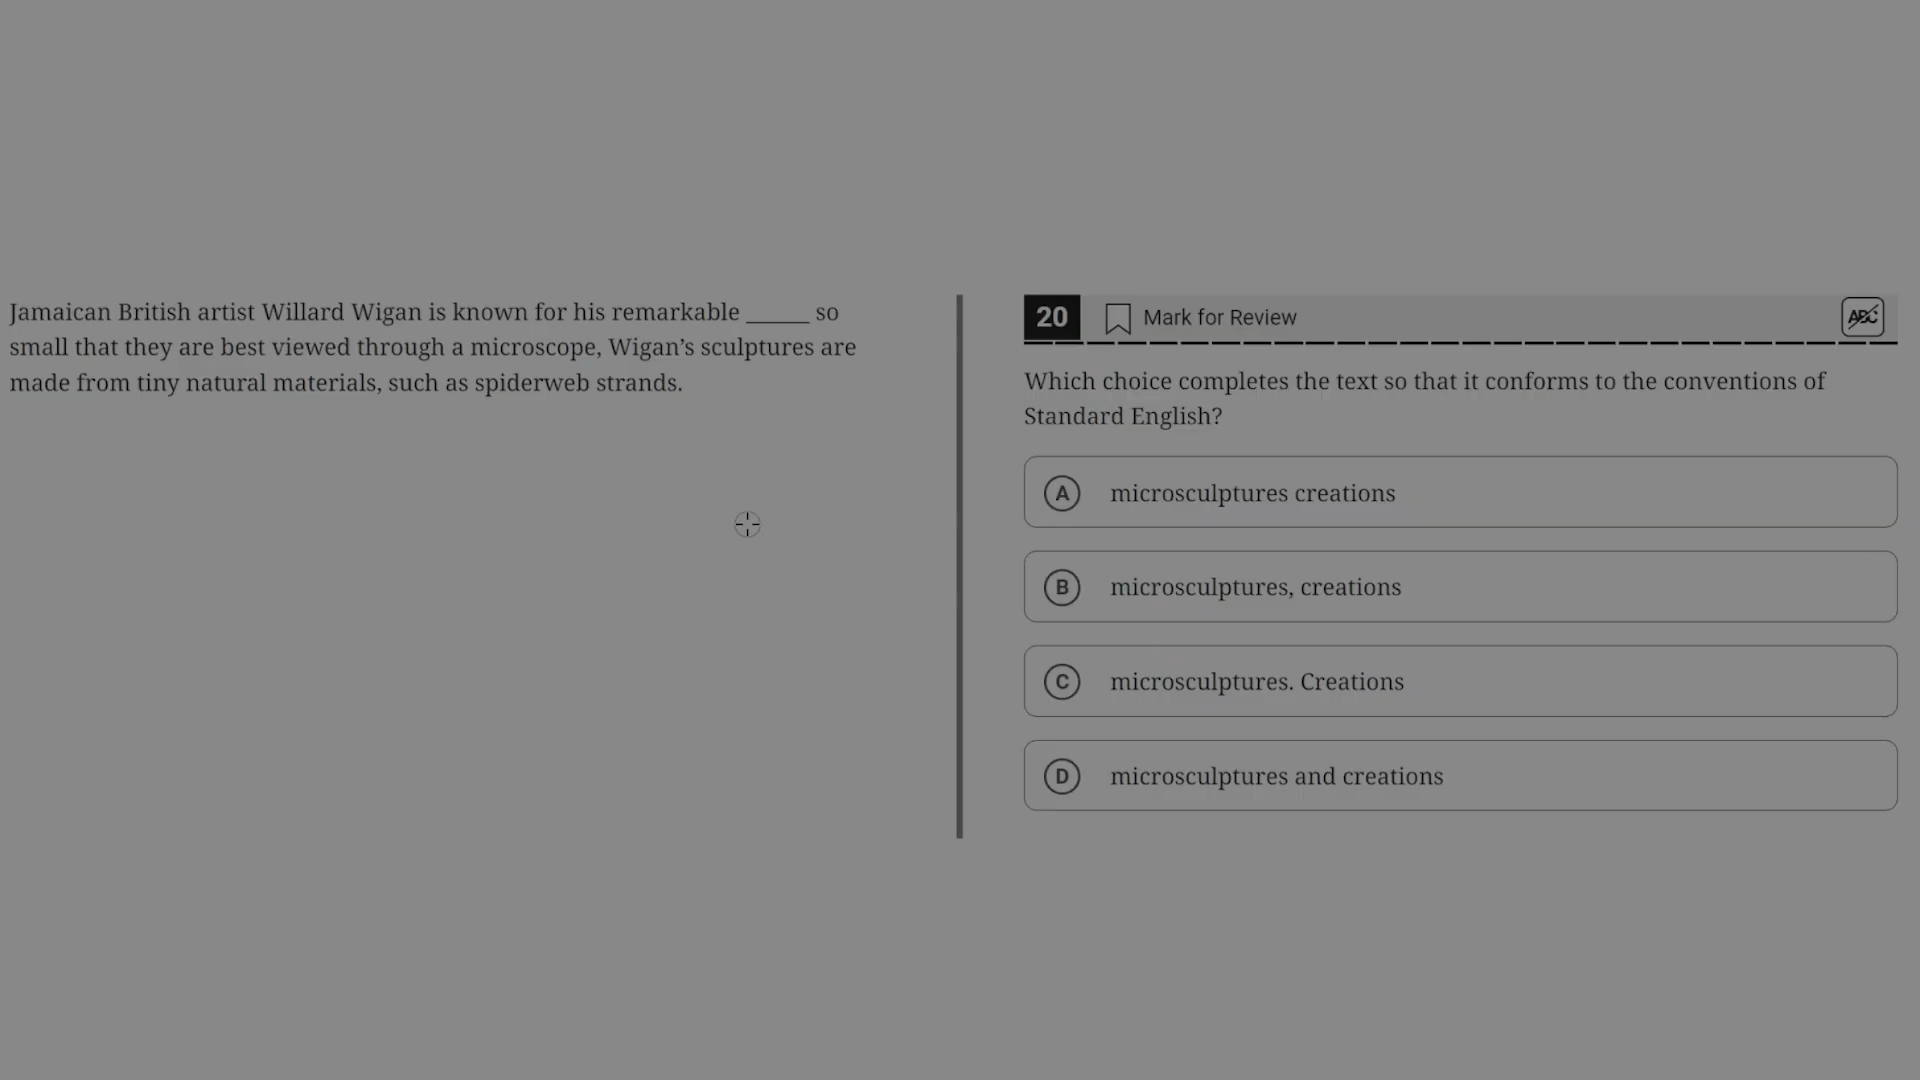 Jamaican British artist Willard Wigan is known for his remarkable ______ so
small that they are best viewed through a microscope, Wigan’s sculptures are
made from tiny natural materials, such as spiderweb strands.
20 Mark for Review ABC
Which choice completes the text so that it conforms to the conventions of
Standard English?
A microsculptures creations
B microsculptures, creations
C microsculptures. Creations
D microsculptures and creations